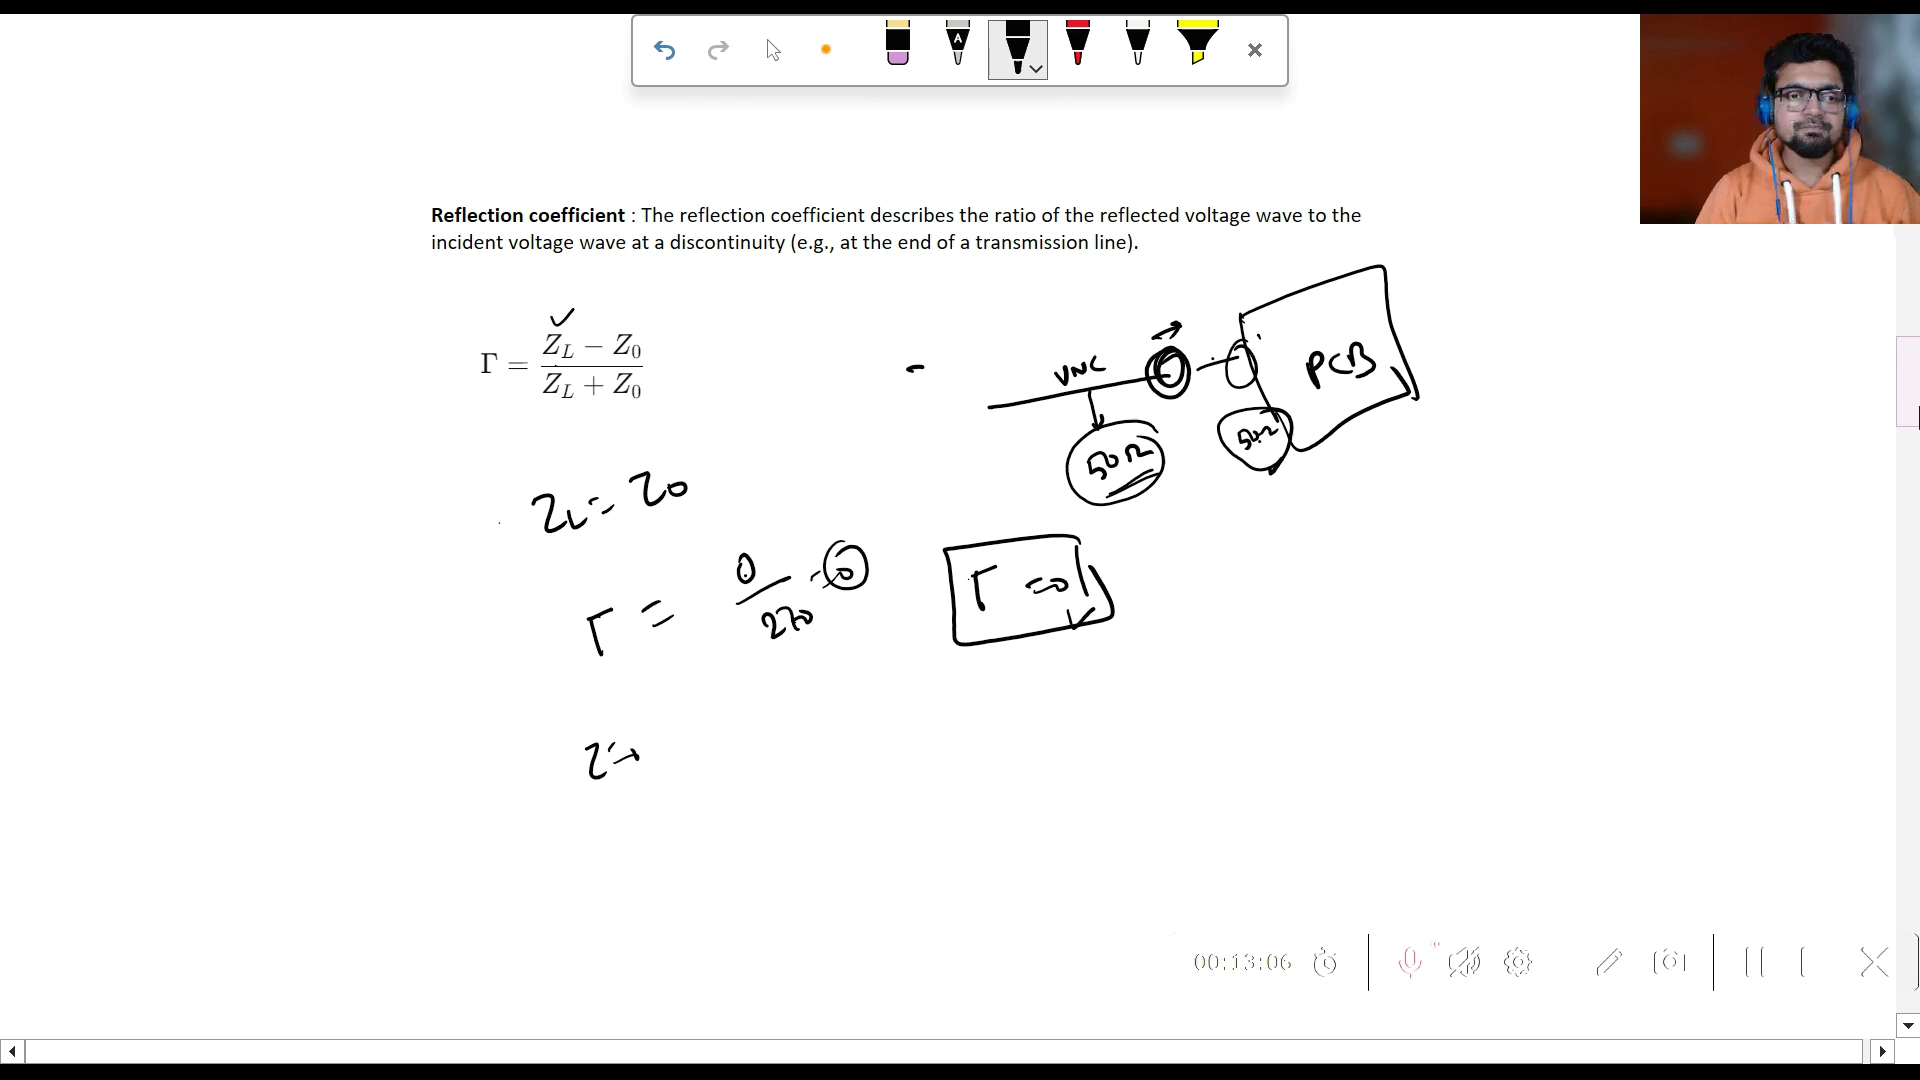 A
Reflection coefficient : The reflection coefficient describes the ratio of the reflected voltage wave to the
incident voltage wave at a discontinuity (e.g., at the end of a transmission line).
Γ = (Z_L − Z_0) / (Z_L + Z_0)
VNC
PCB
50Ω
50Ω
Z_L = Z_0
Γ = 0 / 2Z_0 = 0
Γ = 0
00:13:06